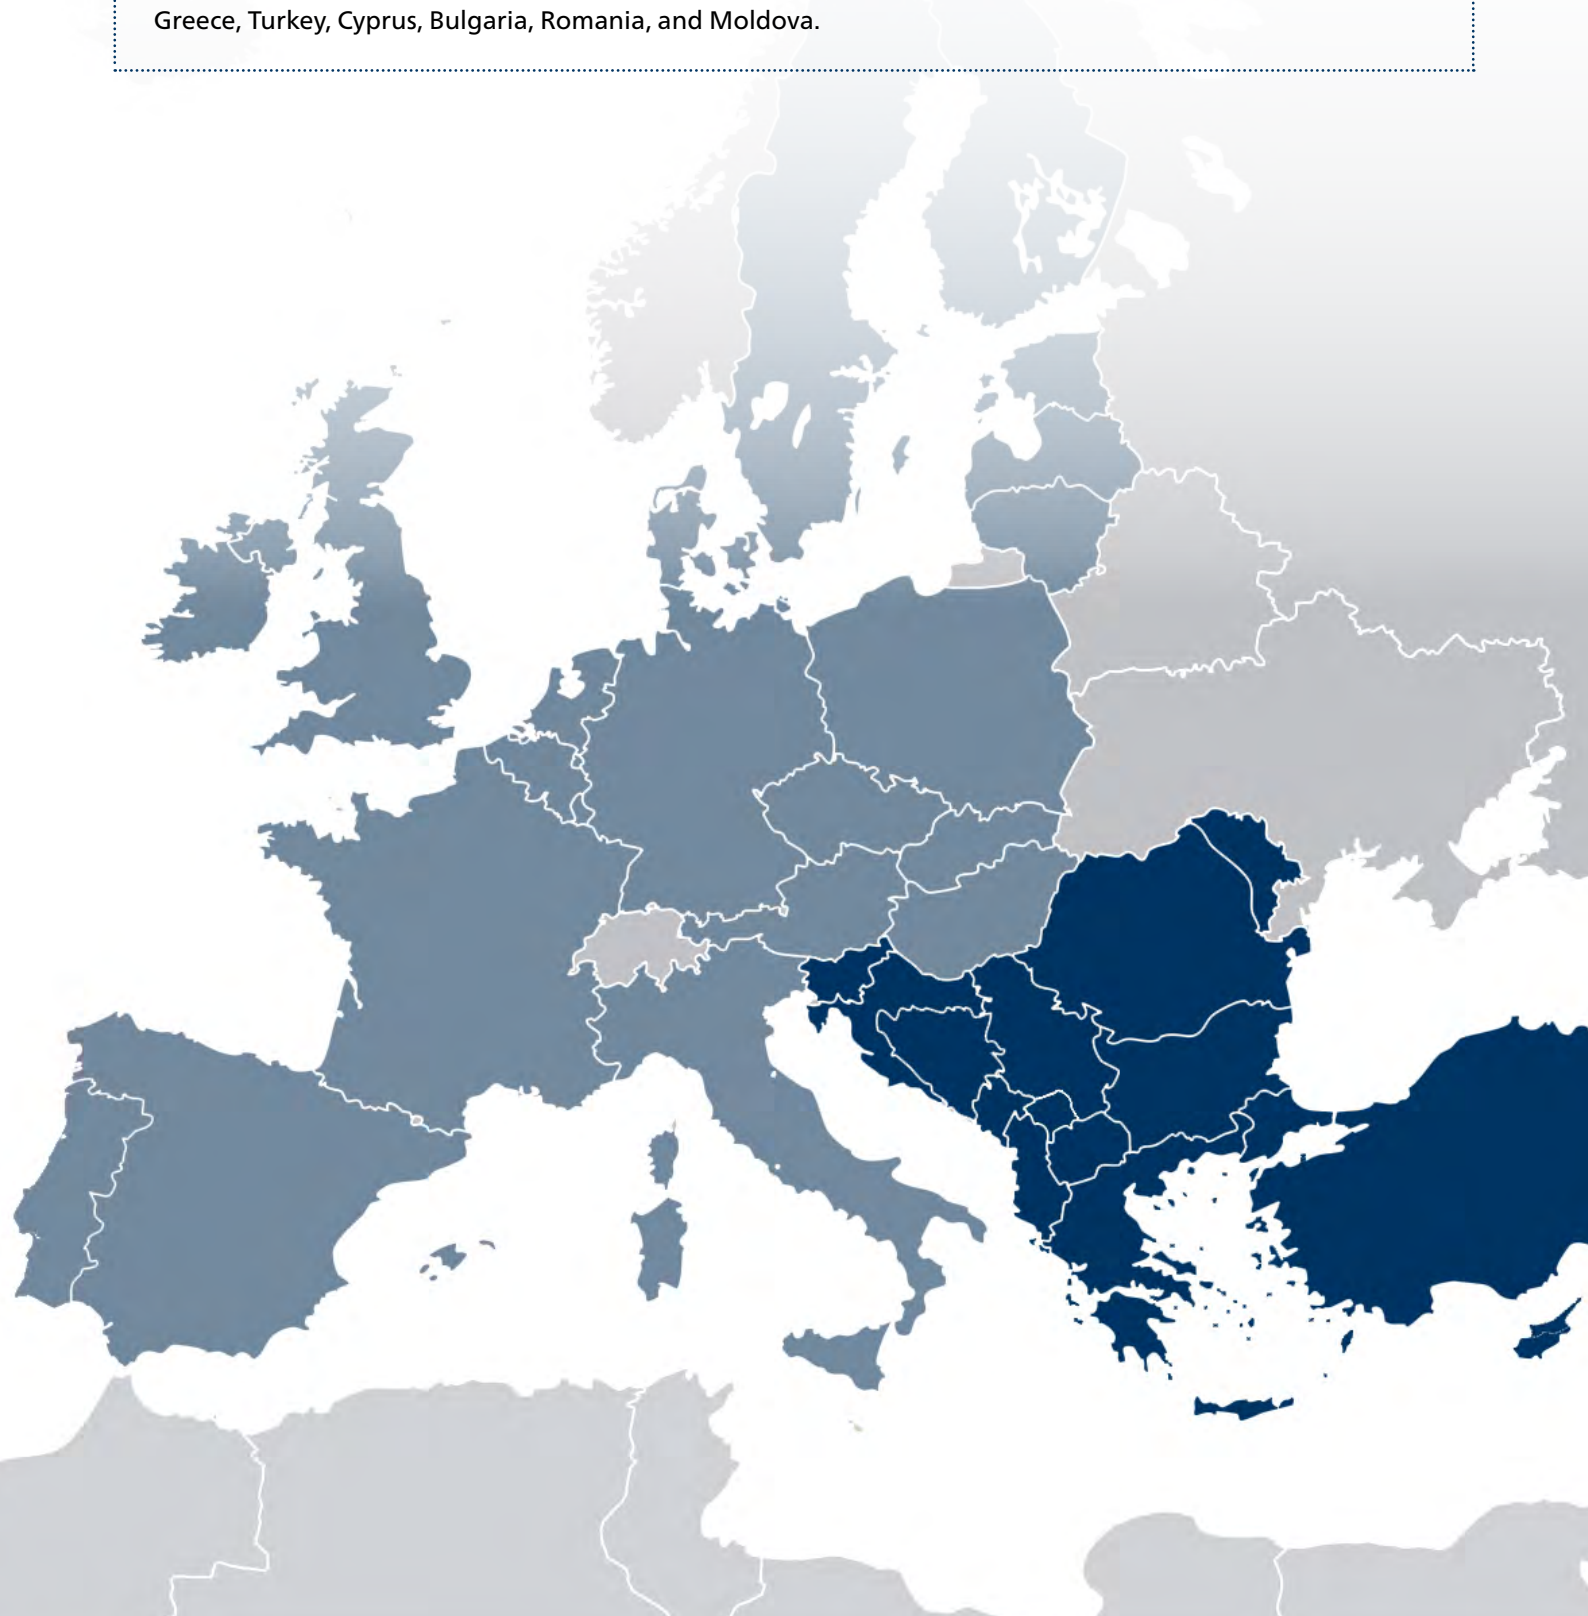 Greece, Turkey, Cyprus, Bulgaria, Romania, and Moldova.